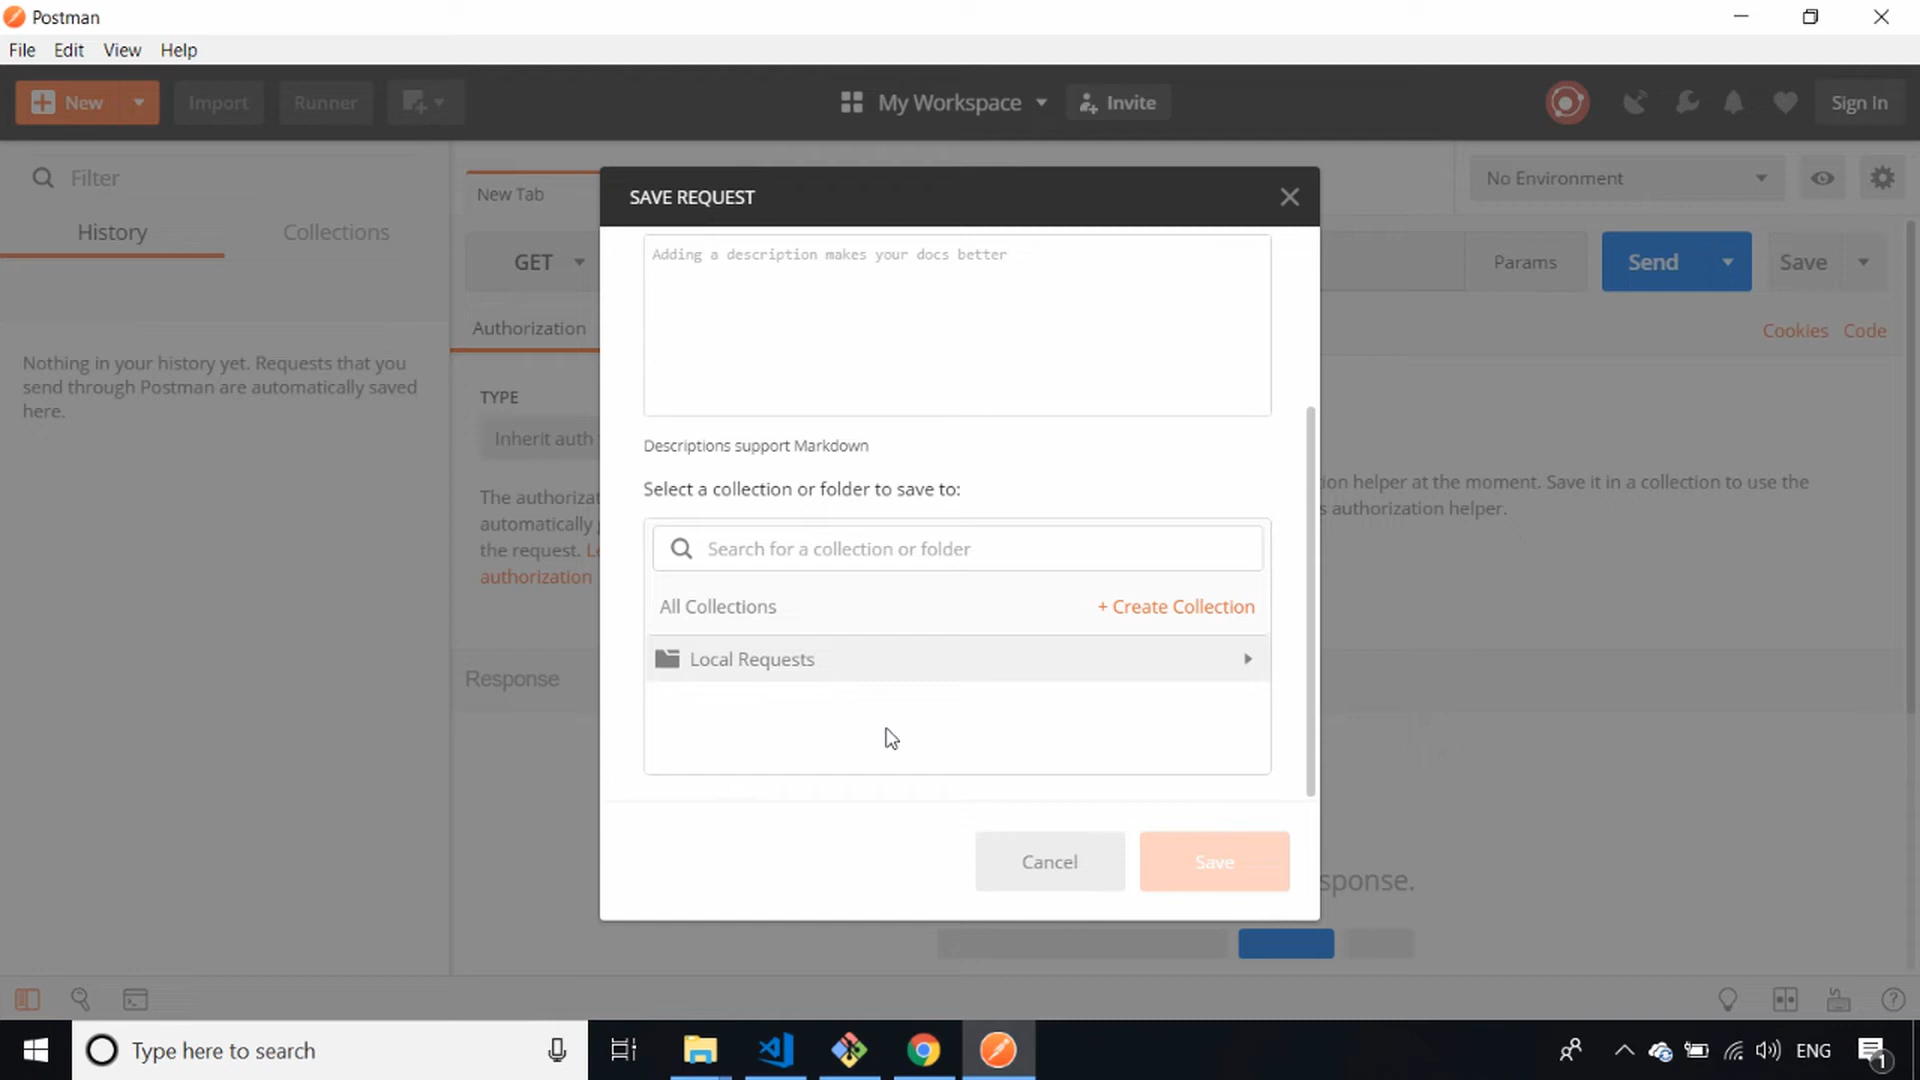 Postman
File Edit View Help
New Import Runner My Workspace Invite Sign In
Filter
History Collections
Nothing in your history yet. Requests that you
send through Postman are automatically saved
here.
New Tab
No Environment
GET Params Send Save
Authorization Cookies Code
TYPE
Inherit auth
The authorizat
automatically
the request. Le
authorization
ion helper at the moment. Save it in a collection to use the
s authorization helper.
Response
sponse.
SAVE REQUEST
Adding a description makes your docs better
Descriptions support Markdown
Select a collection or folder to save to:
Search for a collection or folder
All Collections + Create Collection
Local Requests
Cancel Save
Type here to search ENG 1